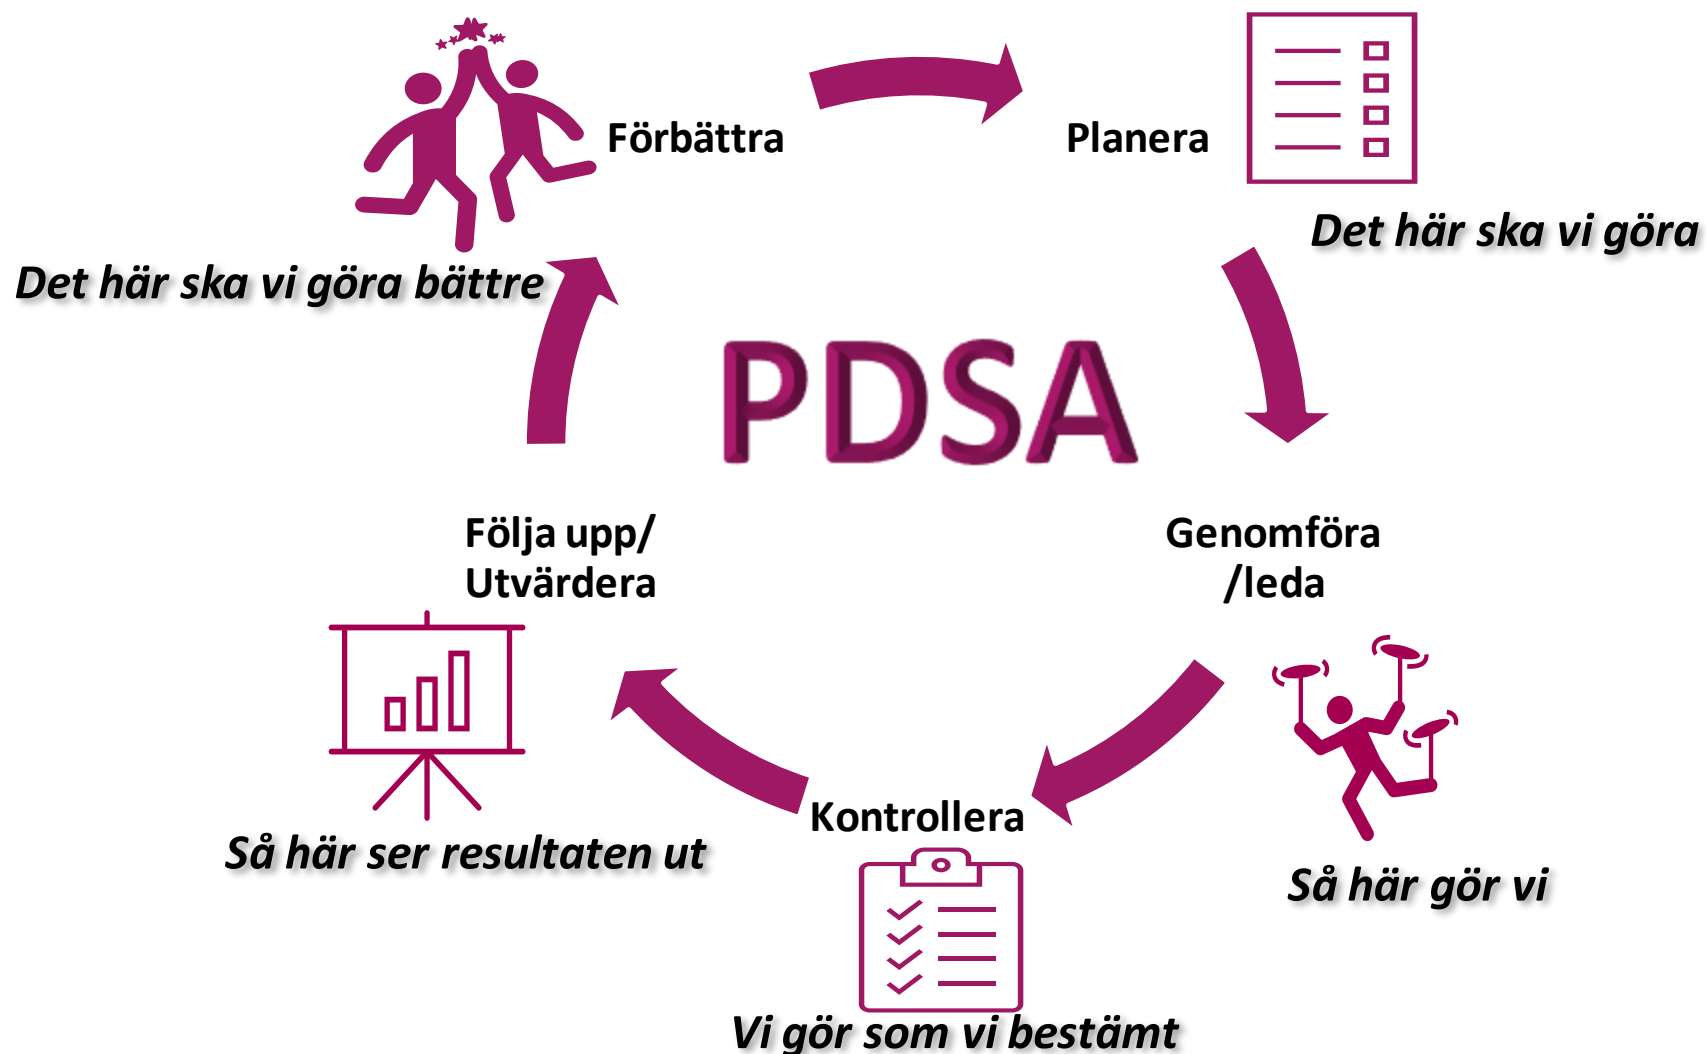 Förbättra
Planera
Det här ska vi göra
Det här ska vi göra bättre
PDSA
Följa upp/
Utvärdera
Genomföra
/leda
Kontrollera
Så här ser resultaten ut
Så här gör vi
Vi gör som vi bestämt